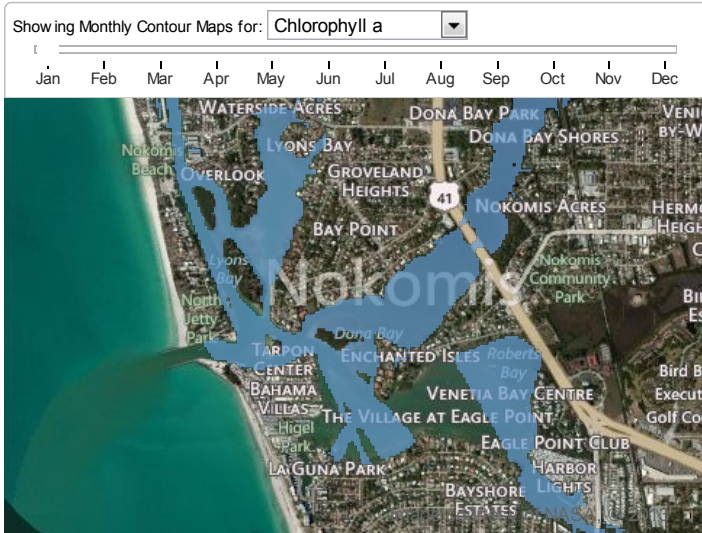 Showing Monthly Contour Maps for: Chlorophyll a
Jan Feb Mar Apr May Jun Jul Aug Sep Oct Nov Dec
WATERSIDE ACRES
DONA BAY PARK
DONA BAY SHORES
LYONS BAY
Nokomis
Beach
OVERLOOK
GROVELAND
HEIGHTS
41
NOKOMIS ACRES
BAY POINT
Lyons
Bay
Nokomis
Nokomis
Community
Park
North
Jetty
Park
Dona Bay
TARPON
CENTER
ENCHANTED ISLES
Roberts
Bay
BAHAMA
VILLAS
VENETIA BAY CENTRE
THE VILLAGE AT EAGLE POINT
Higel
Park
EAGLE POINT CLUB
Bird B
Execut
Golf Co
LAGUNA PARK
HARBOR
LIGHTS
BAYSHORE
ESTATES
NASA